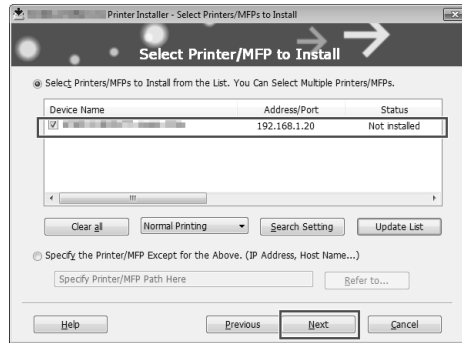 Printer Installer - Select Printers/MFPs to Install
Select Printer/MFP to Install
Select Printers/MFPs to Install from the List. You Can Select Multiple Printers/MFPs.
Device Name Address/Port Status
192.168.1.20 Not installed
Clear all Normal Printing Search Setting Update List
Specify the Printer/MFP Except for the Above. (IP Address, Host Name...)
Specify Printer/MFP Path Here Refer to...
Help Previous Next Cancel